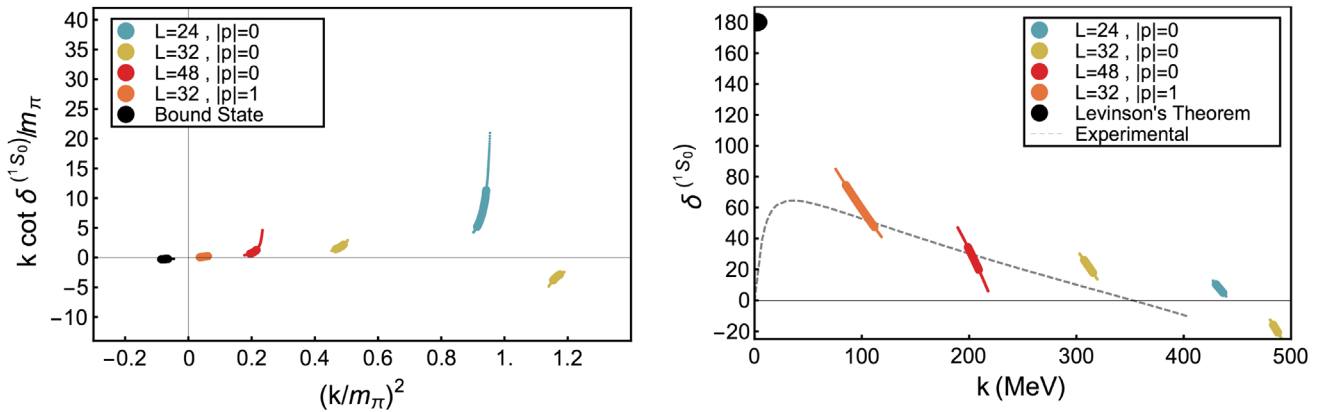 k cot δ (¹S₀)/mπ
40
35
30
25
20
15
10
5
0
−5
−10
L=24 , |p|=0
L=32 , |p|=0
L=48 , |p|=0
L=32 , |p|=1
Bound State
−0.2 0 0.2 0.4 0.6 0.8 1. 1.2
(k/mπ)²
δ (¹S₀)
180
160
140
120
100
80
60
40
20
0
−20
L=24 , |p|=0
L=32 , |p|=0
L=48 , |p|=0
L=32 , |p|=1
Levinson's Theorem
Experimental
0 100 200 300 400 500
k (MeV)